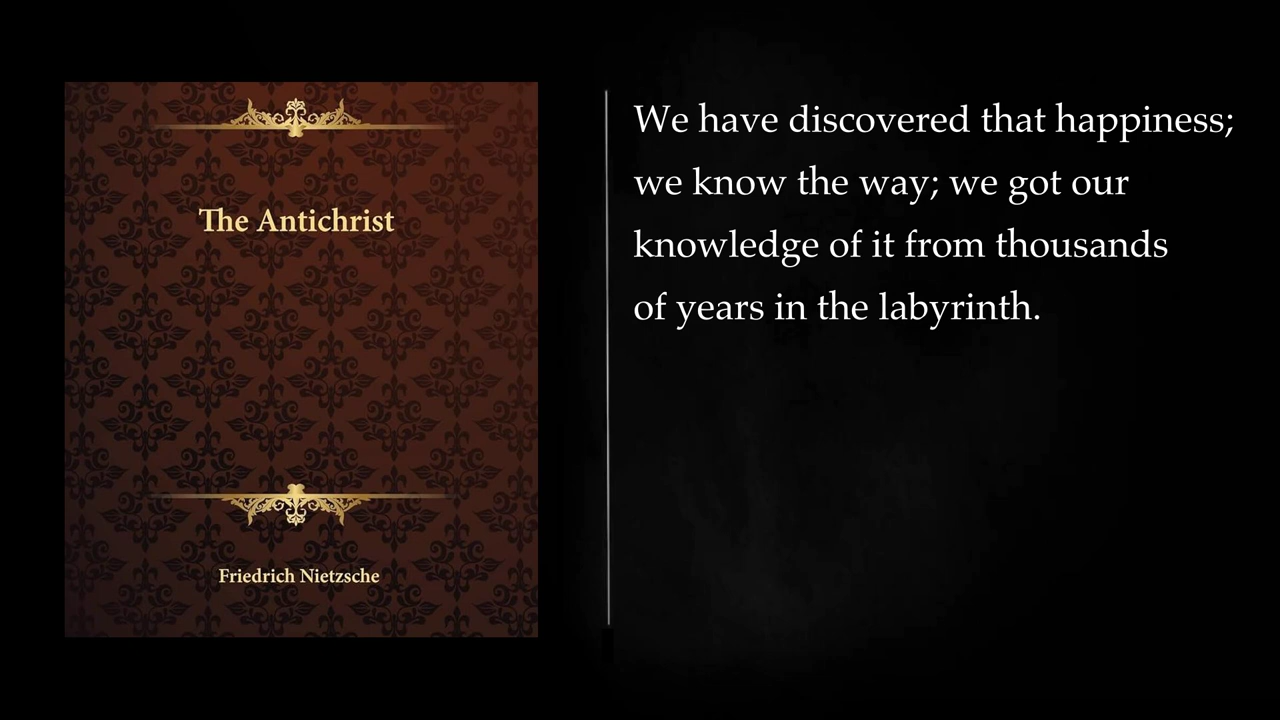 The Antichrist
Friedrich Nietzsche
We have discovered that happiness;
we know the way; we got our
knowledge of it from thousands
of years in the labyrinth.